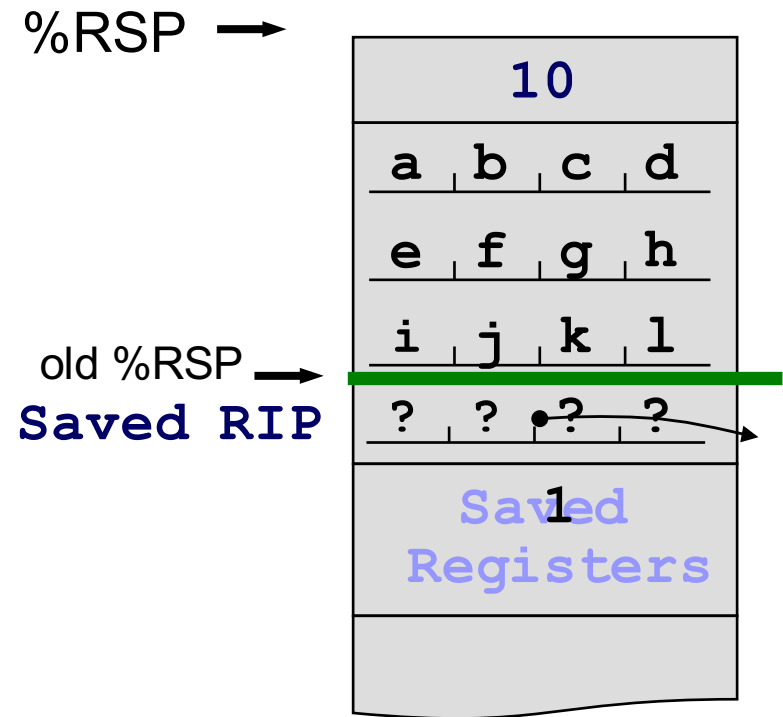 %RSP
10
a b c d
e f g h
i j k l
old %RSP
Saved RIP
? ? ? ?
Saved
1
Registers